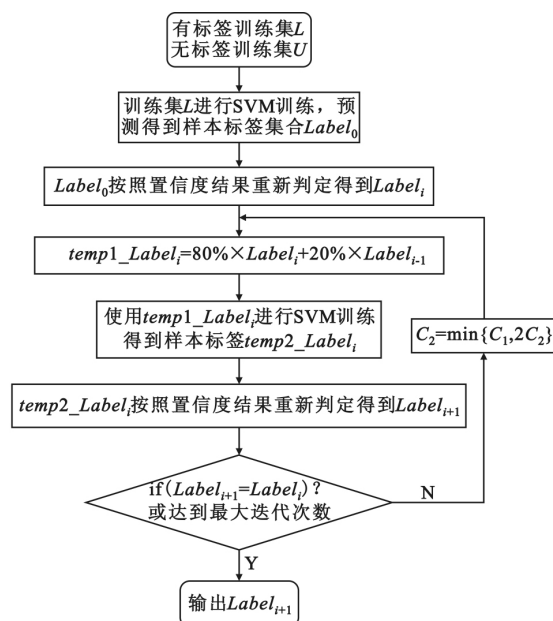 有标签训练集L
无标签训练集U
训练集L进行SVM训练，预
测得到样本标签集合Label₀
Label₀按照置信度结果重新判定得到Labelᵢ
temp1_Labelᵢ=80%×Labelᵢ+20%×Labelᵢ₋₁
使用temp1_Labelᵢ进行SVM训练
得到样本标签temp2_Labelᵢ
C₂=min{C₁,2C₂}
temp2_Labelᵢ按照置信度结果重新判定得到Labelᵢ₊₁
if(Labelᵢ₊₁=Labelᵢ)？
或达到最大迭代次数
N
Y
输出Labelᵢ₊₁